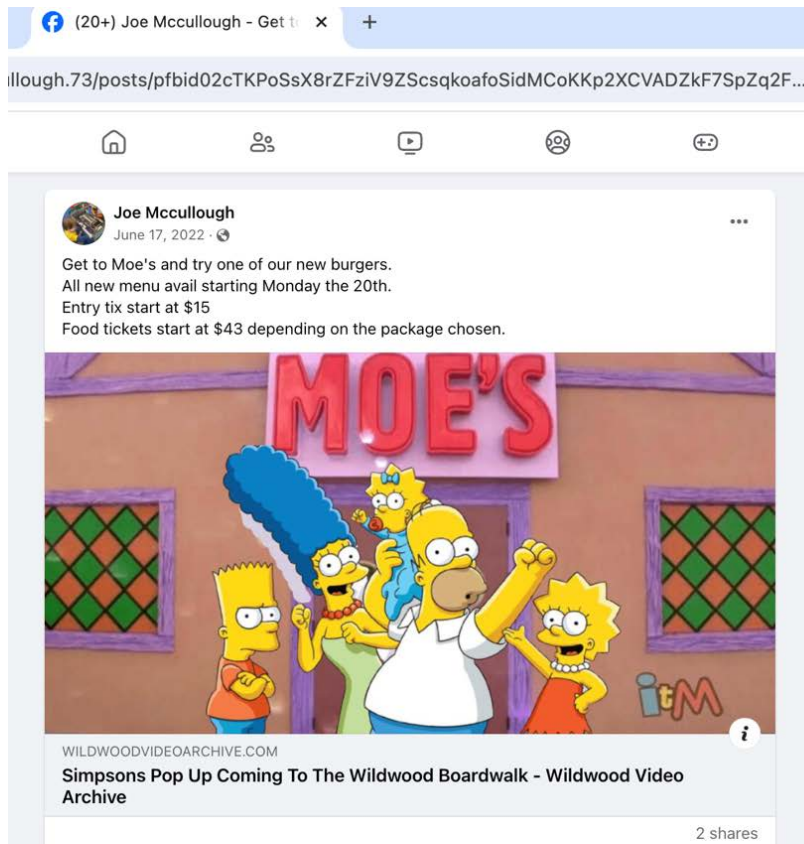 (20+) Joe Mccullough - Get t
llough.73/posts/pfbid02cTKPoSsX8rZFziV9ZScsqkoafoSidMCoKKp2XCVADZkF7SpZq2F...
Joe Mccullough
June 17, 2022 ·
Get to Moe's and try one of our new burgers.
All new menu avail starting Monday the 20th.
Entry tix start at $15
Food tickets start at $43 depending on the package chosen.
MOE'S
itM
WILDWOODVIDEOARCHIVE.COM
Simpsons Pop Up Coming To The Wildwood Boardwalk - Wildwood Video
Archive
2 shares